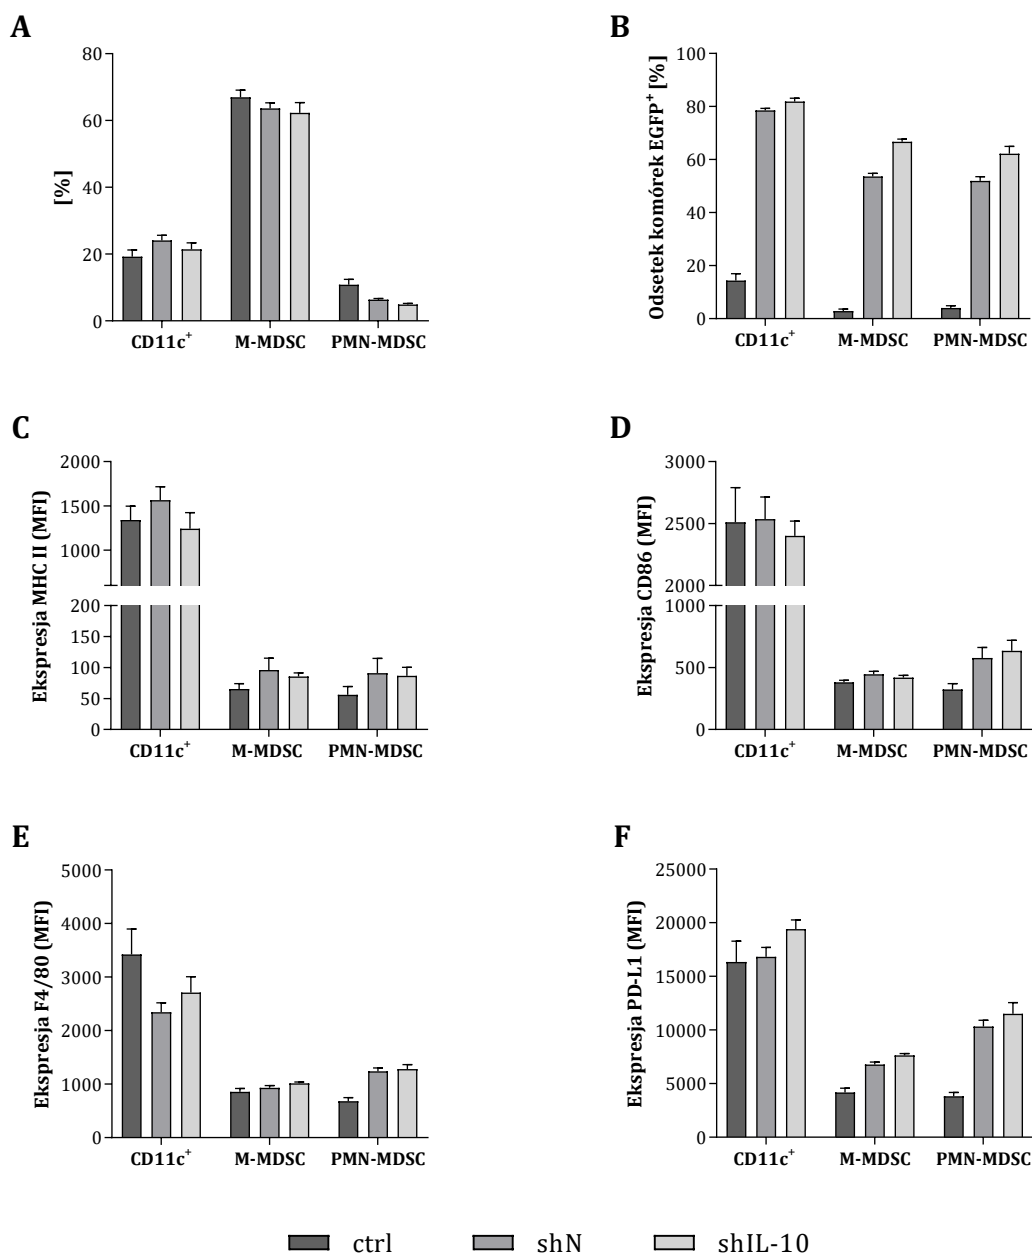 A
[%]
80
60
40
20
0
CD11c⁺ M-MDSC PMN-MDSC
B
Odsetek komórek EGFP⁺ [%]
100
80
60
40
20
0
CD11c⁺ M-MDSC PMN-MDSC
C
Ekspresja MHC II (MFI)
2000
1500
1000
200
150
100
50
0
CD11c⁺ M-MDSC PMN-MDSC
D
Ekspresja CD86 (MFI)
3000
2500
2000
1000
500
0
CD11c⁺ M-MDSC PMN-MDSC
E
Ekspresja F4/80 (MFI)
5000
4000
3000
2000
1000
0
CD11c⁺ M-MDSC PMN-MDSC
F
Ekspresja PD-L1 (MFI)
25000
20000
15000
10000
5000
0
CD11c⁺ M-MDSC PMN-MDSC
ctrl shN shIL-10